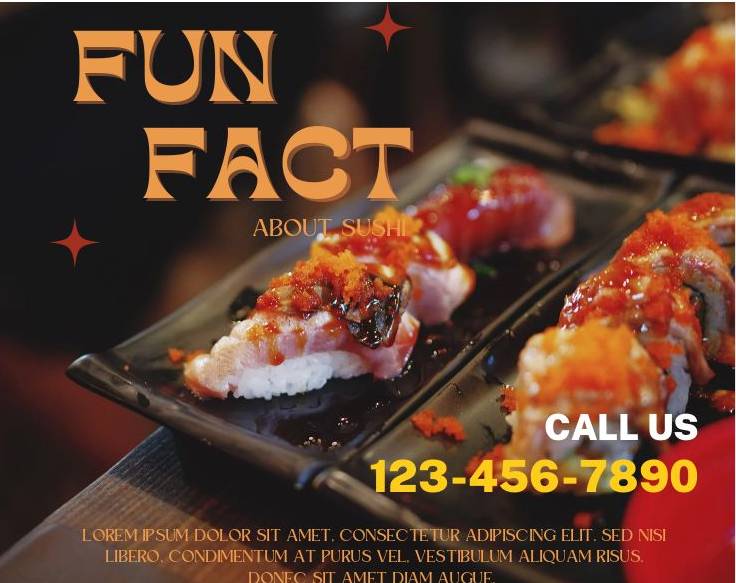 FUN
FACT
ABOUT SUSHI
CALL US
123-456-7890
LOREM IPSUM DOLOR SIT AMET, CONSECTETUR ADIPISCING ELIT. SED NISI
LIBERO, CONDIMENTUM AT PURUS VEL, VESTIBULUM ALIQUAM RISUS.
DONEC SIT AMET DIAM AUGUE.